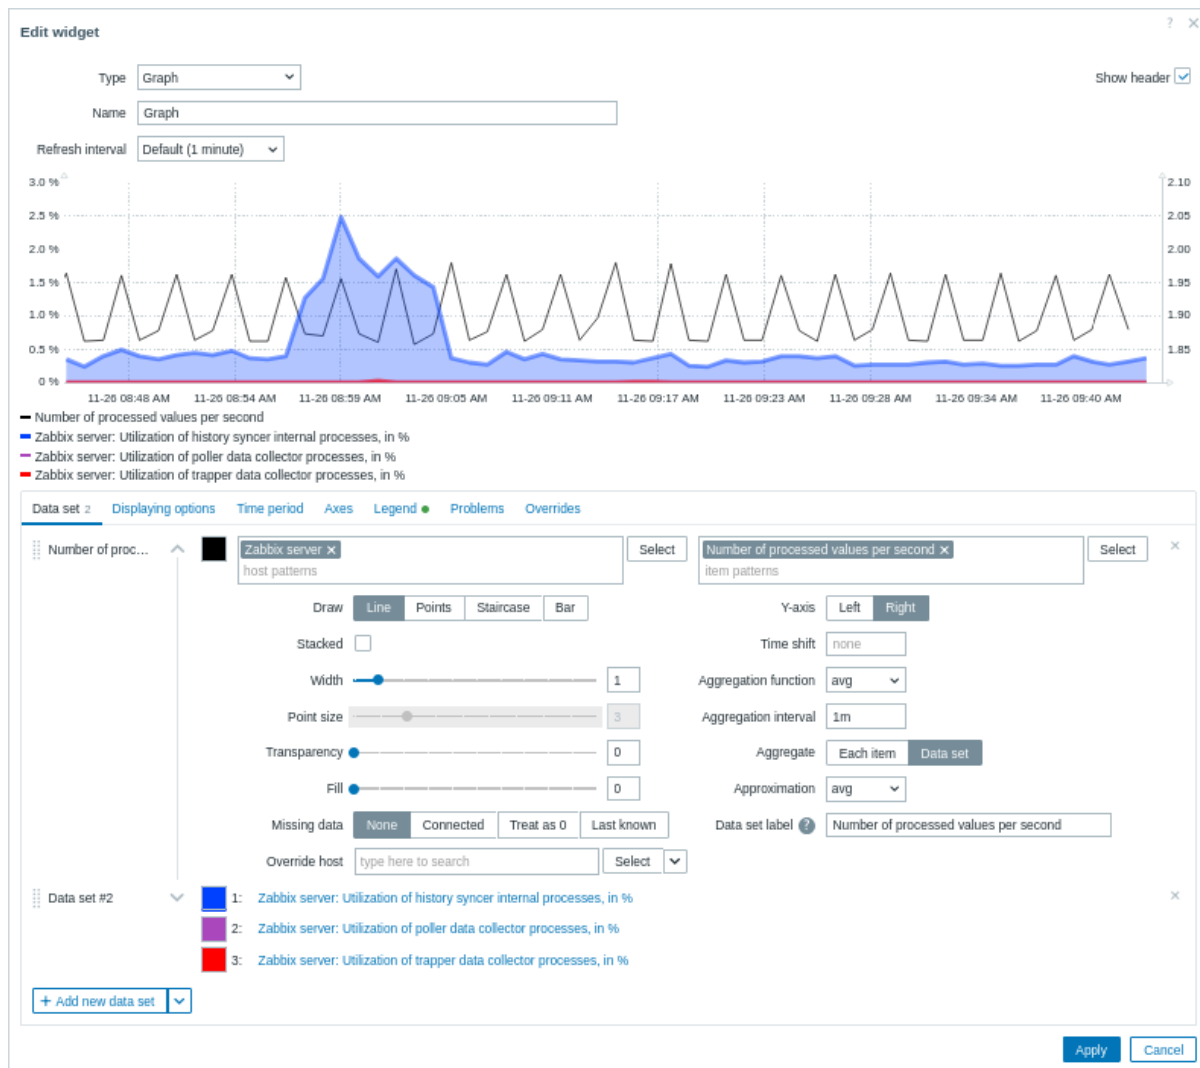 ? ×
Edit widget
Type Graph Show header
Name Graph
Refresh interval Default (1 minute)
3.0 % 2.10
2.5 % 2.05
2.0 % 2.00
1.5 % 1.95
1.0 % 1.90
0.5 % 1.85
0 %
11-26 08:48 AM 11-26 08:54 AM 11-26 08:59 AM 11-26 09:05 AM 11-26 09:11 AM 11-26 09:17 AM 11-26 09:23 AM 11-26 09:28 AM 11-26 09:34 AM 11-26 09:40 AM
Number of processed values per second
Zabbix server: Utilization of history syncer internal processes, in %
Zabbix server: Utilization of poller data collector processes, in %
Zabbix server: Utilization of trapper data collector processes, in %
Data set 2 Displaying options Time period Axes Legend Problems Overrides
Number of proc... Zabbix server × Select Number of processed values per second × Select ×
host patterns item patterns
Draw Line Points Staircase Bar Y-axis Left Right
Stacked Time shift none
Width 1 Aggregation function avg
Point size 3 Aggregation interval 1m
Transparency 0 Aggregate Each item Data set
Fill 0 Approximation avg
Missing data None Connected Treat as 0 Last known Data set label ? Number of processed values per second
Override host type here to search Select
Data set #2 1: Zabbix server: Utilization of history syncer internal processes, in % ×
2: Zabbix server: Utilization of poller data collector processes, in %
3: Zabbix server: Utilization of trapper data collector processes, in %
+ Add new data set
Apply Cancel